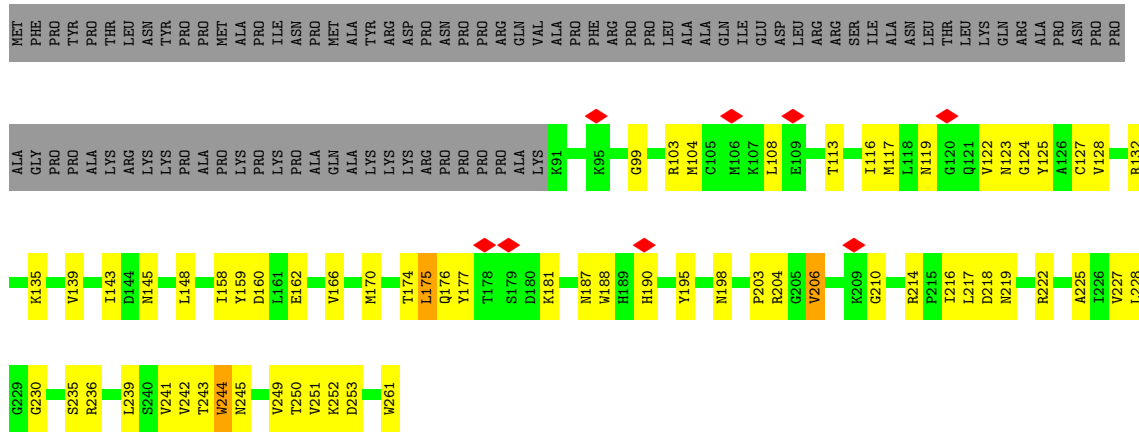 MET PHE PRO TYR PRO THR LEU ASN TYR PRO PRO MET ALA PRO ILE ASN PRO MET ALA TYR ARG ASP PRO ASN PRO PRO ARG GLN VAL ALA PRO PHE ARG PRO PRO LEU ALA ALA GLN ILE GLU ASP LEU ARG ARG SER ILE ALA ASN LEU THR LEU LYS GLN ARG ALA PRO ASN PRO PRO
ALA GLY PRO PRO ALA LYS ARG LYS LYS PRO ALA PRO LYS PRO LYS PRO ALA GLN ALA LYS LYS LYS ARG PRO PRO PRO PRO ALA LYS K91 K95 G99 R103 M104 C105 M106 K107 L108 E109 T113 I116 M117 L118 N119 G120 Q121 V122 N123 G124 Y125 A126 C127 V128 R132
K135 V139 I143 D144 N145 L148 I158 Y159 D160 L161 E162 V166 M170 T174 L175 Q176 Y177 T178 S179 D180 K181 N187 W188 H189 H190 Y195 N198 P203 R204 G205 V206 K209 G210 R214 P215 I216 L217 D218 N219 R222 A225 I226 V227 L228
G229 G230 S235 R236 L239 S240 V241 V242 T243 W244 N245 V249 T250 V251 K252 D253 W261